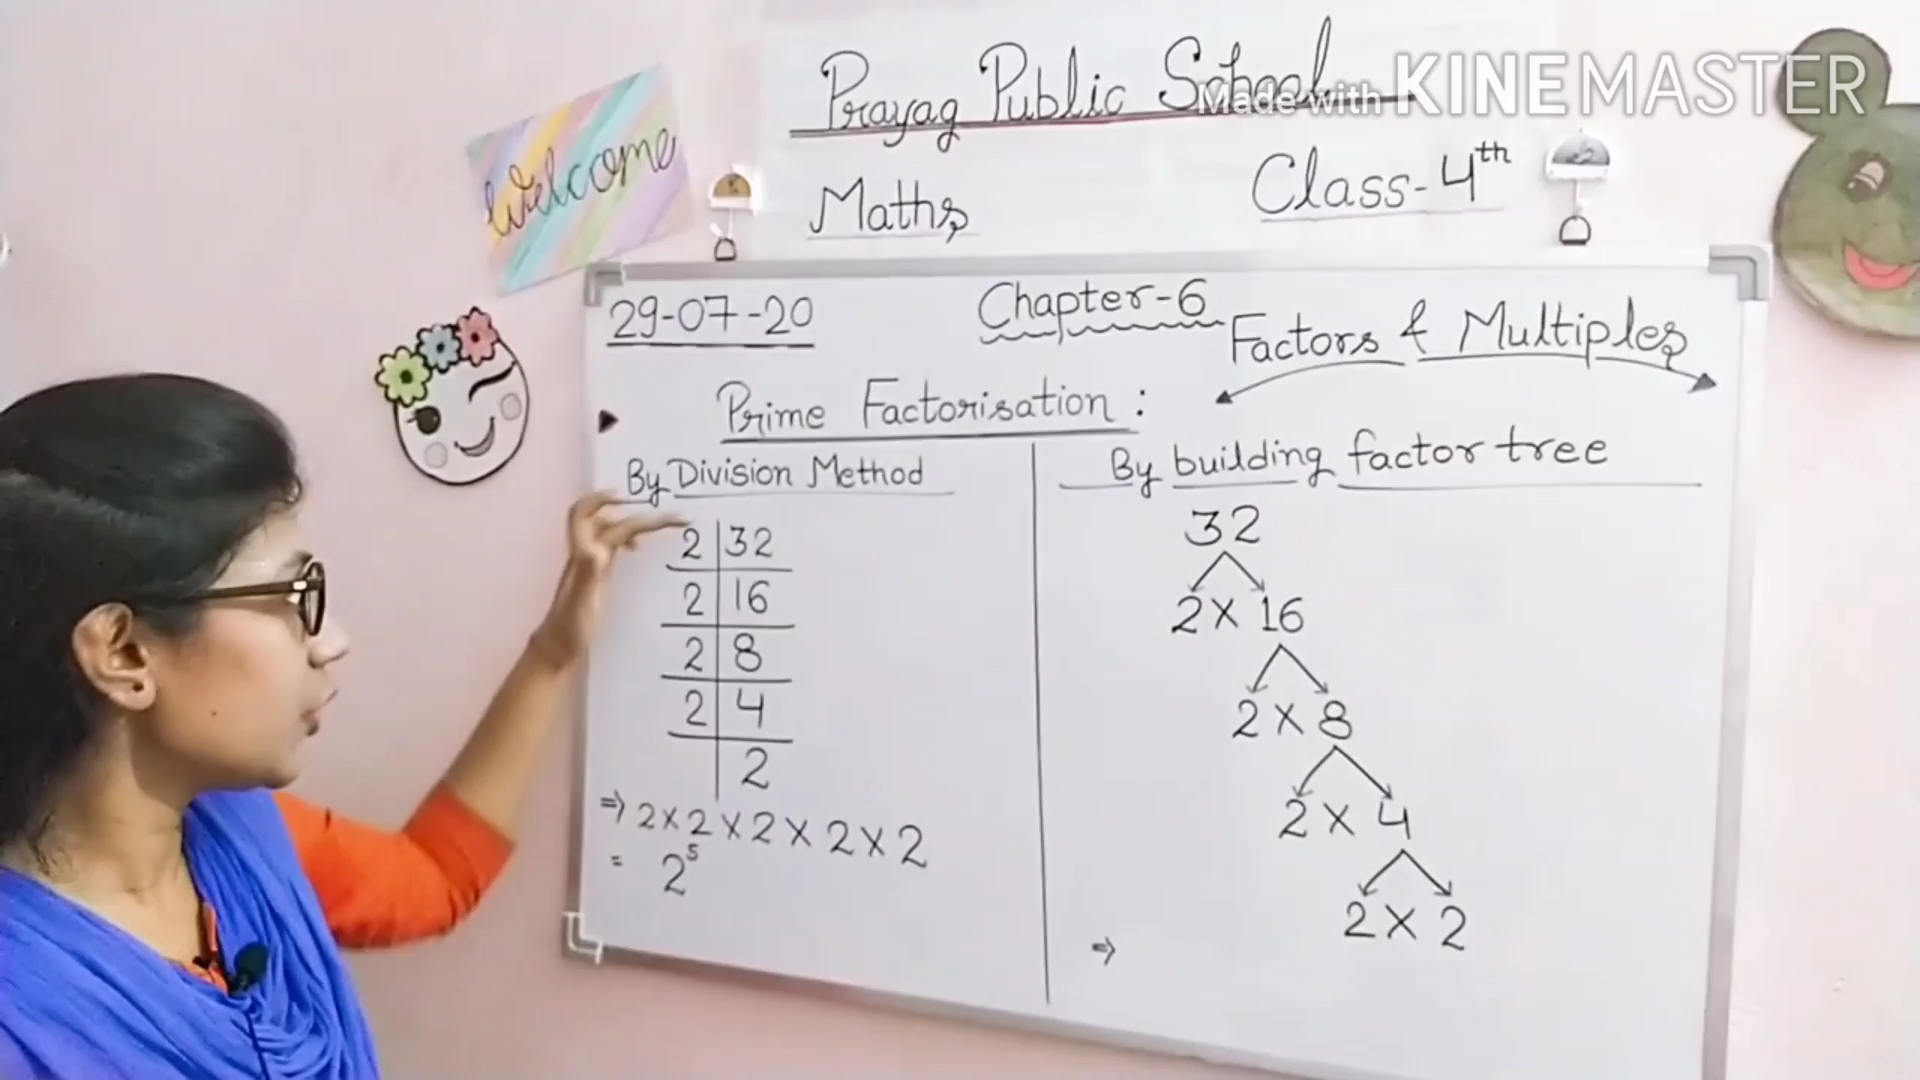 Prayag Public School
Made with KINEMASTER
Welcome
Maths
Class-4th
29-07-20
Chapter-6
Factors & Multiples
Prime Factorisation :
By Division Method
2 | 32
2 | 16
2 | 8
2 | 4
| 2
⇒ 2 × 2 × 2 × 2 × 2
= 2⁵
By building factor tree
32
2 × 16
2 × 8
2 × 4
2 × 2
⇒